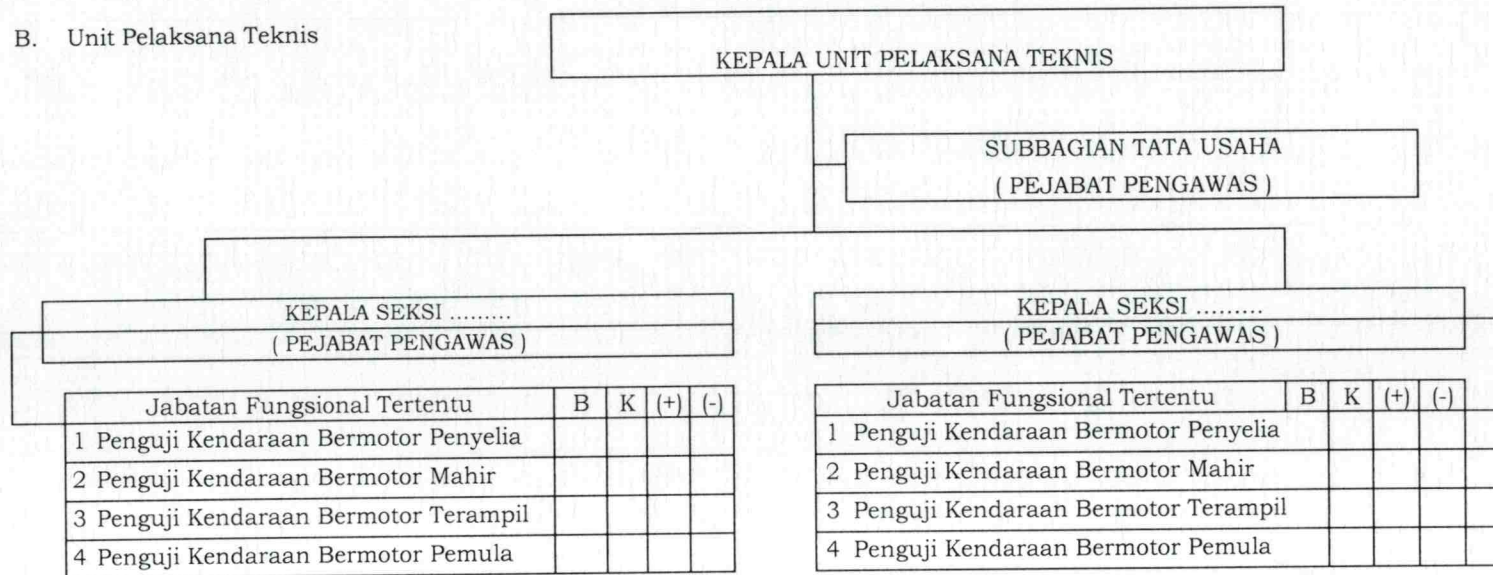 B. Unit Pelaksana Teknis
KEPALA UNIT PELAKSANA TEKNIS
SUBBAGIAN TATA USAHA
( PEJABAT PENGAWAS )
KEPALA SEKSI .........
( PEJABAT PENGAWAS )
Jabatan Fungsional Tertentu B K (+) (-)
1 Penguji Kendaraan Bermotor Penyelia
2 Penguji Kendaraan Bermotor Mahir
3 Penguji Kendaraan Bermotor Terampil
4 Penguji Kendaraan Bermotor Pemula
KEPALA SEKSI .........
( PEJABAT PENGAWAS )
Jabatan Fungsional Tertentu B K (+) (-)
1 Penguji Kendaraan Bermotor Penyelia
2 Penguji Kendaraan Bermotor Mahir
3 Penguji Kendaraan Bermotor Terampil
4 Penguji Kendaraan Bermotor Pemula